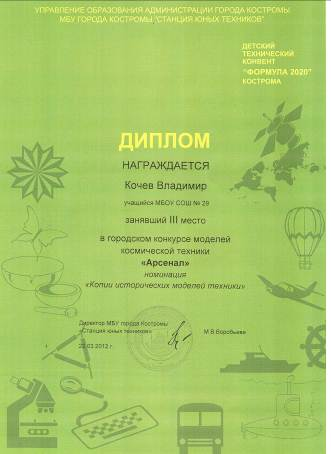 УПРАВЛЕНИЕ ОБРАЗОВАНИЯ АДМИНИСТРАЦИИ ГОРОДА КОСТРОМЫ
МБУ ГОРОДА КОСТРОМЫ "СТАНЦИЯ ЮНЫХ ТЕХНИКОВ"
ДЕТСКИЙ
ТЕХНИЧЕСКИЙ
КОНВЕНТ
"ФОРМУЛА 2020"
КОСТРОМА
ДИПЛОМ
НАГРАЖДАЕТСЯ
Кочев Владимир
учащийся МБОУ СОШ № 29
занявший III место
в городском конкурсе моделей
космической техники
«Арсенал»
номинация
«Копии исторических моделей техники»
Директор МБУ города Костромы
«Станция юных техников»
М.В.Воробьева
22.03.2012 г.